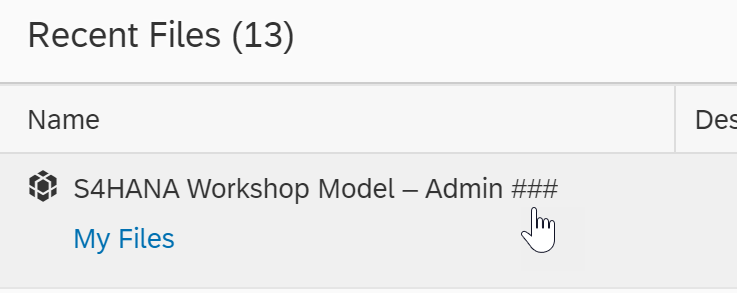 Recent Files (13)
Name
Des
S4HANA Workshop Model – Admin ###
My Files